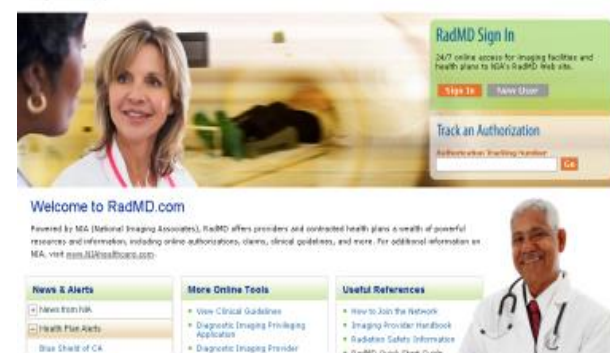 RadMD Sign In
24/7 online access for imaging facilities and
health plans to NIA's RadMD Web site.
Sign In New User
Track an Authorization
Authorization Tracking Number
Go
Welcome to RadMD.com
Powered by NIA (National Imaging Associates), RadMD offers providers and contracted health plans a wealth of powerful
resources and information, including online authorizations, claims, clinical guidelines, and more. For additional information on
NIA, visit www.NIAhealthcare.com.
News & Alerts
News from NIA
Health Plan Alerts
Blue Shield of CA
More Online Tools
View Clinical Guidelines
Diagnostic Imaging Privileging
Application
Diagnostic Imaging Provider
Useful References
How to Join the Network
Imaging Provider Handbook
Radiation Safety Information
RadMD Quick Start Guide